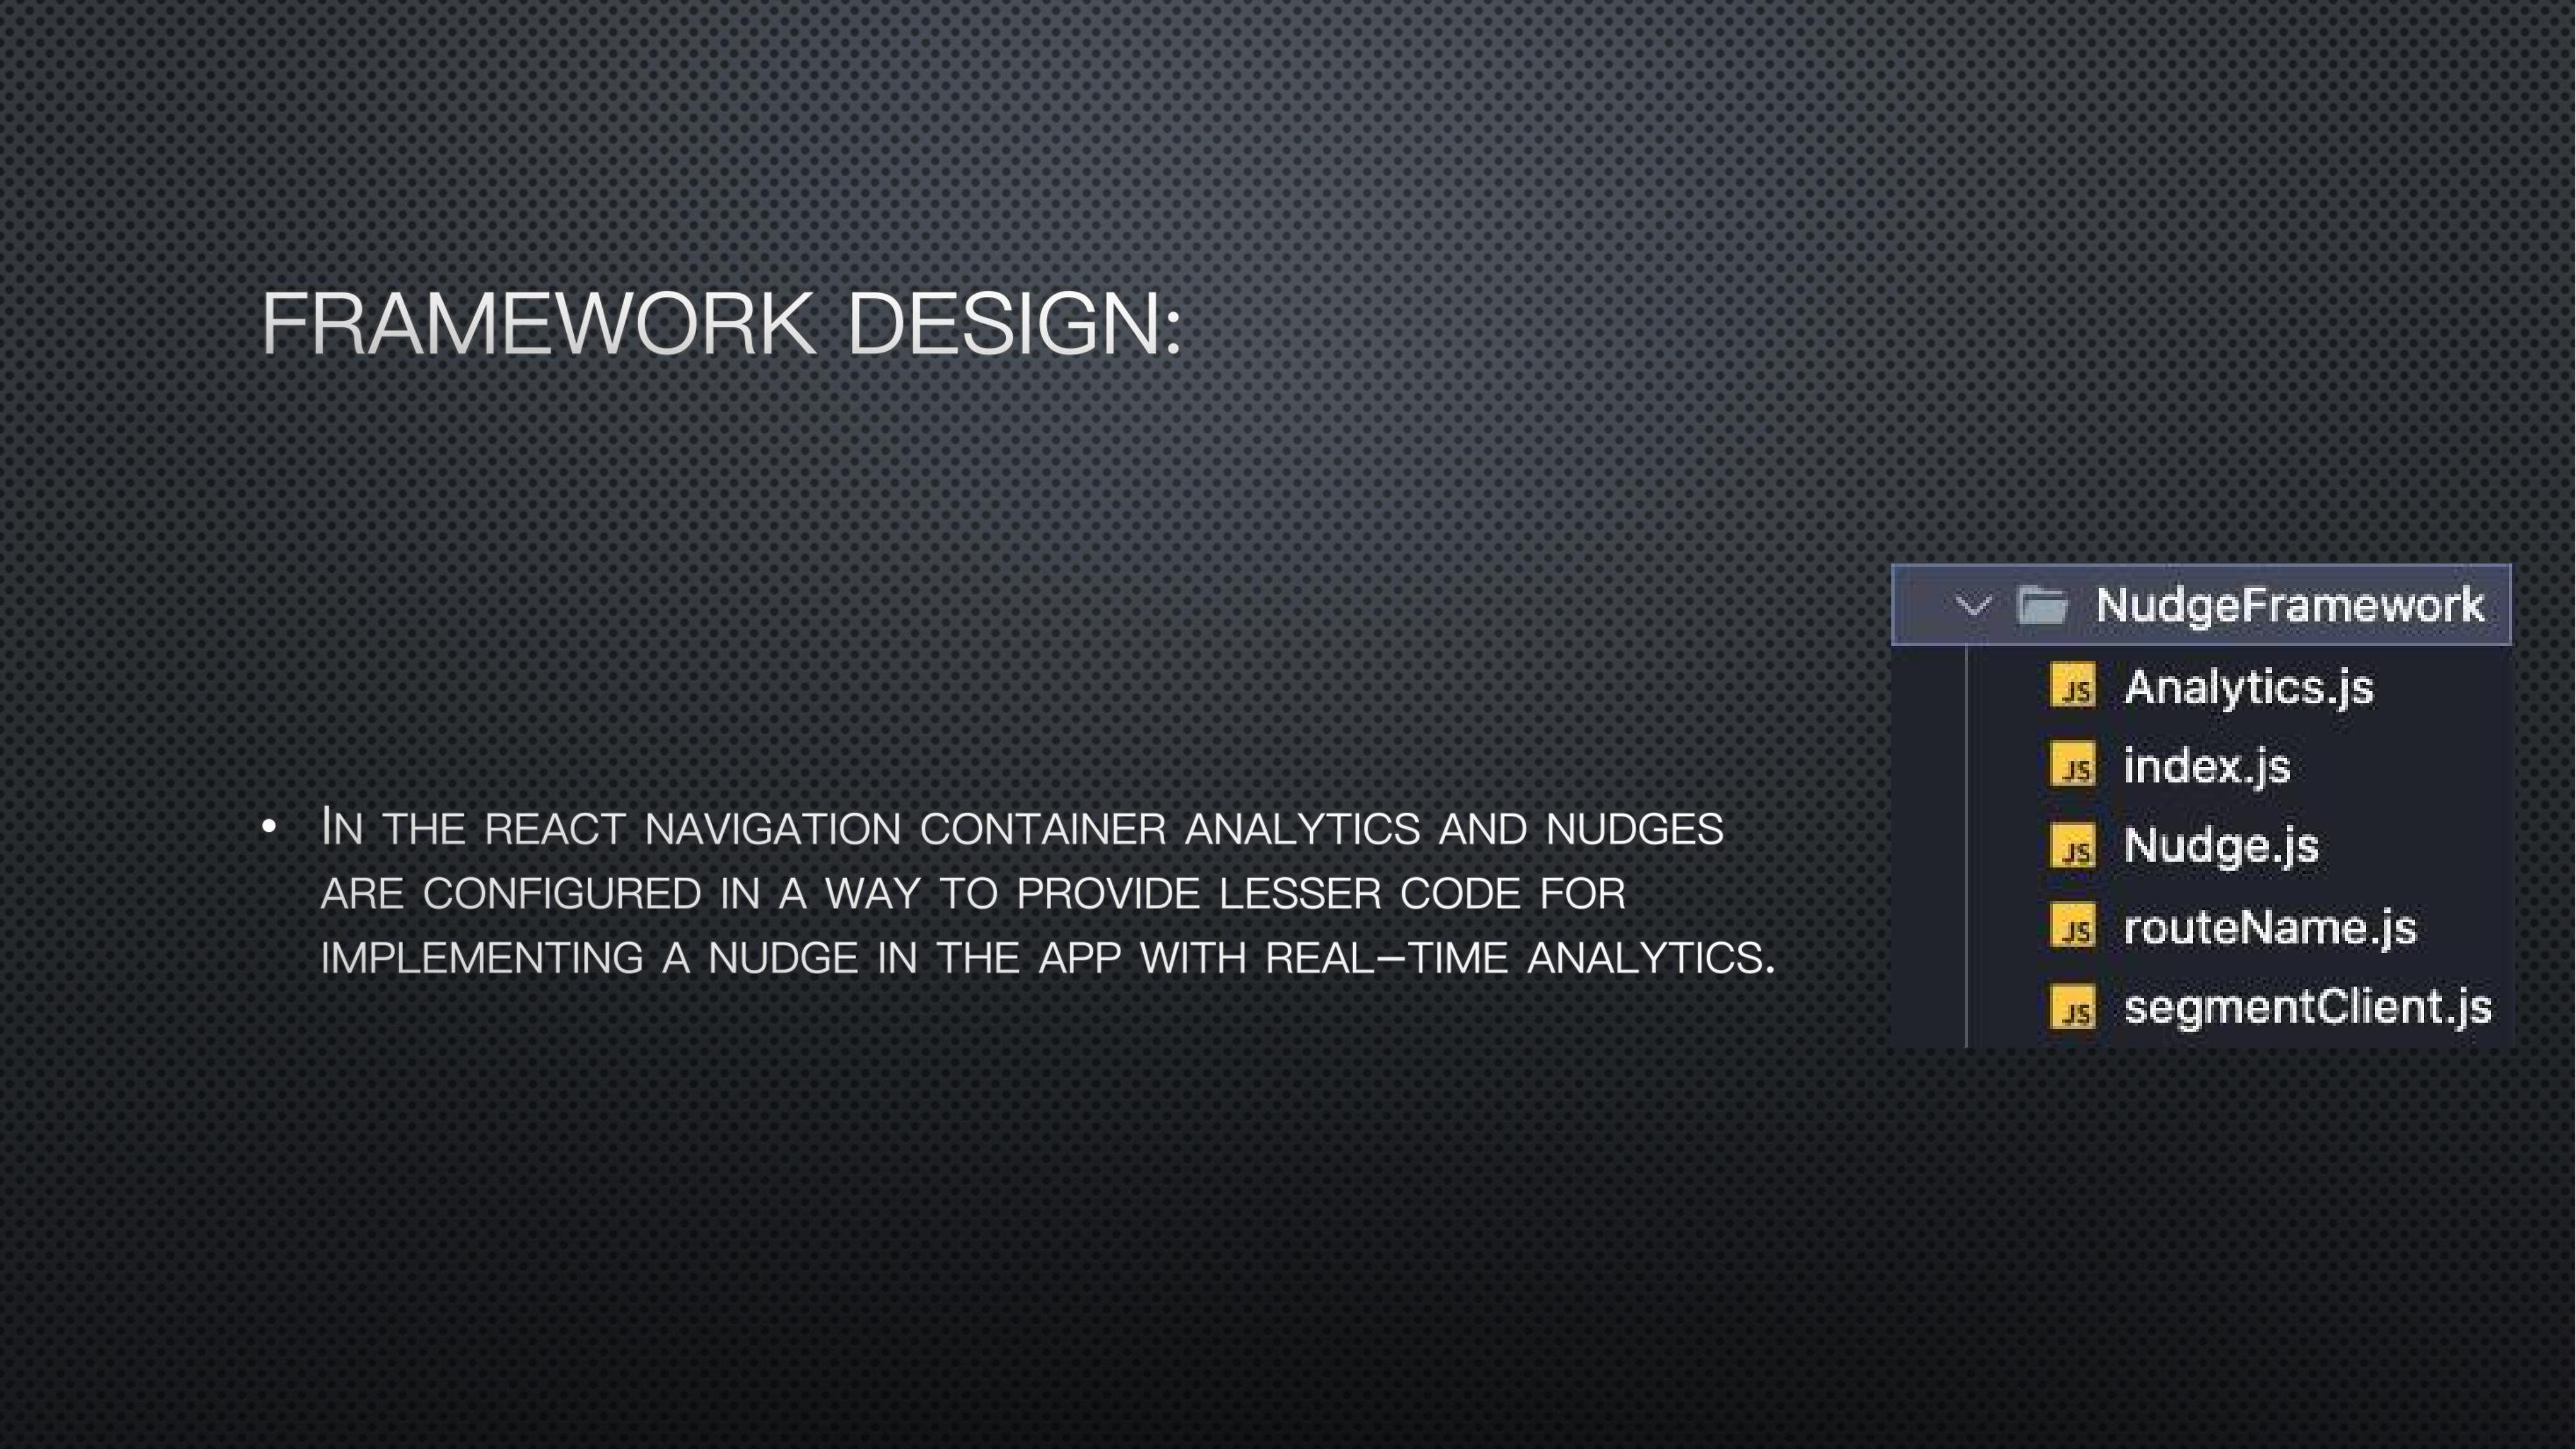 FRAMEWORK DESIGN:
• IN THE REACT NAVIGATION CONTAINER ANALYTICS AND NUDGES
ARE CONFIGURED IN A WAY TO PROVIDE LESSER CODE FOR
IMPLEMENTING A NUDGE IN THE APP WITH REAL-TIME ANALYTICS.
NudgeFramework
JS Analytics.js
JS index.js
JS Nudge.js
JS routeName.js
JS segmentClient.js